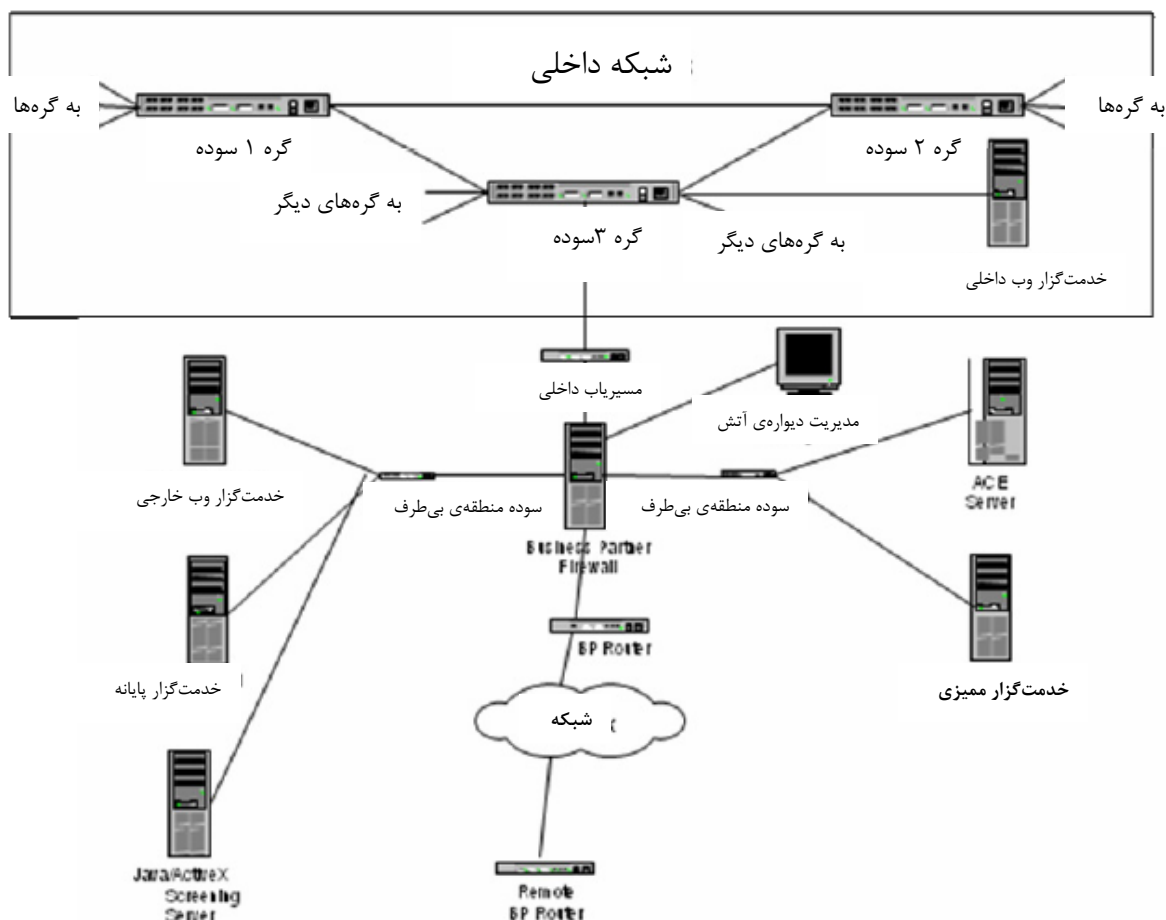 شبکه داخلی
به گره‌ها
به گره‌ها
گره ۱ سوده
گره ۲ سوده
به گره‌های دیگر
گره ۳سوده
به گره‌های دیگر
خدمت‌گزار وب داخلی
مسیریاب داخلی
مدیریت دیواره‌ی آتش
خدمت‌گزار وب خارجی
سوده منطقه‌ی بی‌طرف
سوده منطقه‌ی بی‌طرف
ACE
Server
Business Partner
Firewall
BP Router
خدمت‌گزار پایانه
خدمت‌گزار ممیزی
شبکه
Java/ActiveX
Screening
Server
Remote
BP Router